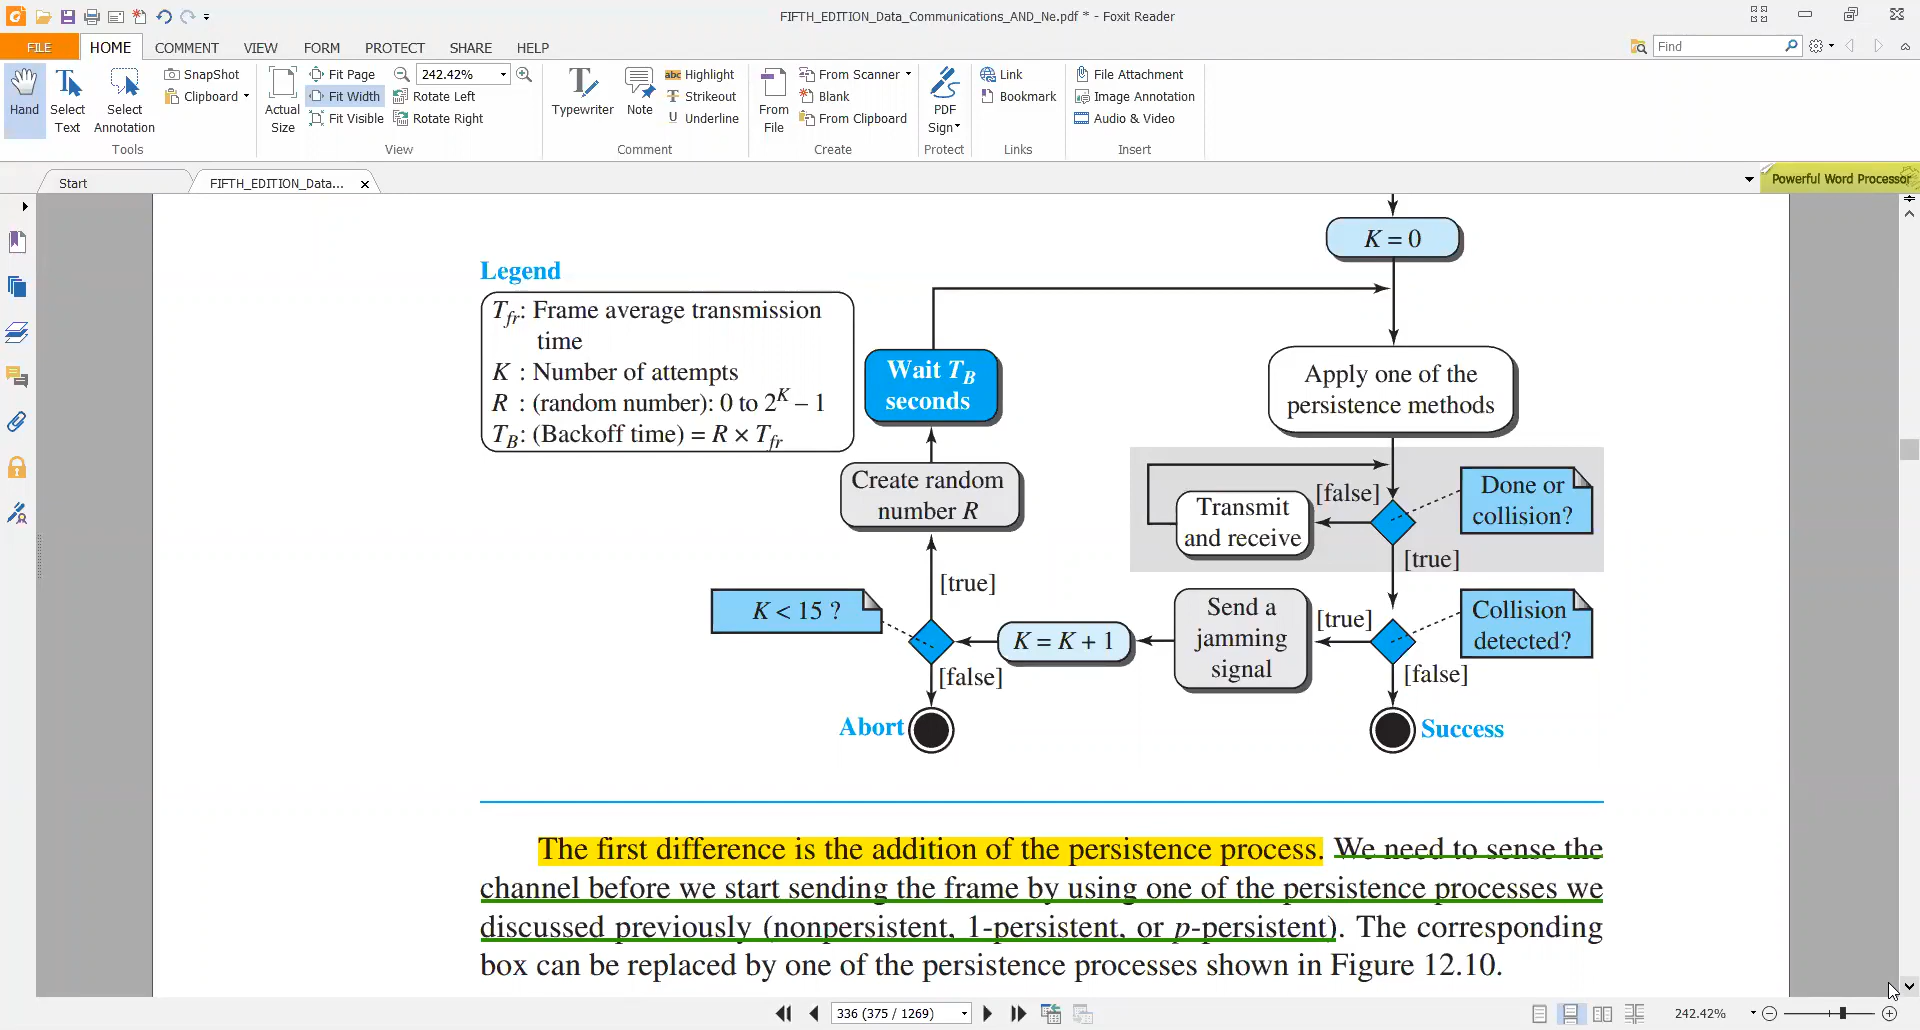 FIFTH_EDITION_Data_Communications_AND_Ne.pdf * - Foxit Reader
FILE HOME COMMENT VIEW FORM PROTECT SHARE HELP
Find
Hand
Select Text
Select Annotation
SnapShot
Clipboard
Tools
Actual Size
Fit Page
Fit Width
Fit Visible
242.42%
Rotate Left
Rotate Right
View
Typewriter
Note
abc Highlight
T Strikeout
U Underline
Comment
From File
From Scanner
Blank
From Clipboard
Create
PDF Sign
Protect
Link
Bookmark
Links
File Attachment
Image Annotation
Audio & Video
Insert
Start
FIFTH_EDITION_Data...
Powerful Word Processor
K = 0
Legend
T_fr: Frame average transmission
time
K : Number of attempts
R : (random number): 0 to 2^K – 1
T_B: (Backoff time) = R × T_fr
Wait T_B
seconds
Apply one of the
persistence methods
Create random
number R
Transmit
and receive
[false]
Done or
collision?
[true]
[true]
K < 15 ?
K = K + 1
Send a
jamming
signal
[true]
Collision
detected?
[false]
[false]
Abort
Success
The first difference is the addition of the persistence process. We need to sense the
channel before we start sending the frame by using one of the persistence processes we
discussed previously (nonpersistent, 1-persistent, or p-persistent). The corresponding
box can be replaced by one of the persistence processes shown in Figure 12.10.
336 (375 / 1269)
242.42%